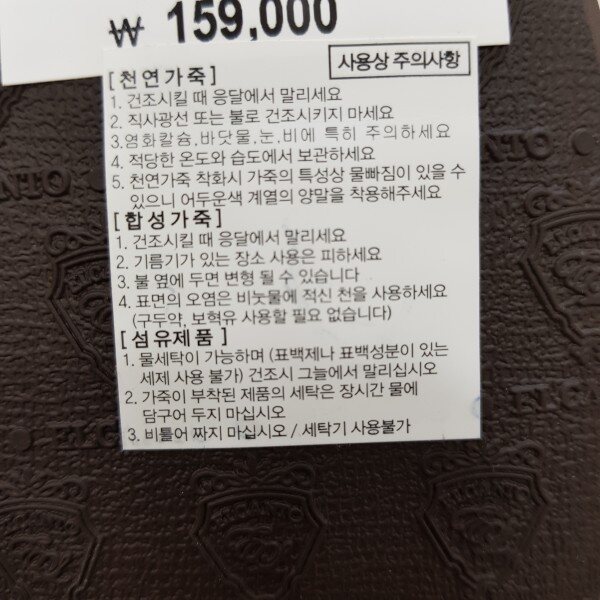 ₩ 159,000
사용상 주의사항
[천연가죽]
1. 건조시킬 때 응달에서 말리세요
2. 직사광선 또는 불로 건조시키지 마세요
3.염화칼슘,바닷물,눈,비에 특히 주의하세요
4. 적당한 온도와 습도에서 보관하세요
5. 천연가죽 착화시 가죽의 특성상 물빠짐이 있을 수
있으니 어두운색 계열의 양말을 착용해주세요
[합성가죽]
1. 건조시킬 때 응달에서 말리세요
2. 기름기가 있는 장소 사용은 피하세요
3. 불 옆에 두면 변형 될 수 있습니다
4. 표면의 오염은 비눗물에 적신 천을 사용하세요
(구두약, 보혁유 사용할 필요 없습니다)
[섬유제품]
1. 물세탁이 가능하며 (표백제나 표백성분이 있는
세제 사용 불가) 건조시 그늘에서 말리십시오
2. 가죽이 부착된 제품의 세탁은 장시간 물에
담구어 두지 마십시오
3. 비틀어 짜지 마십시오 / 세탁기 사용불가
ELCANTO